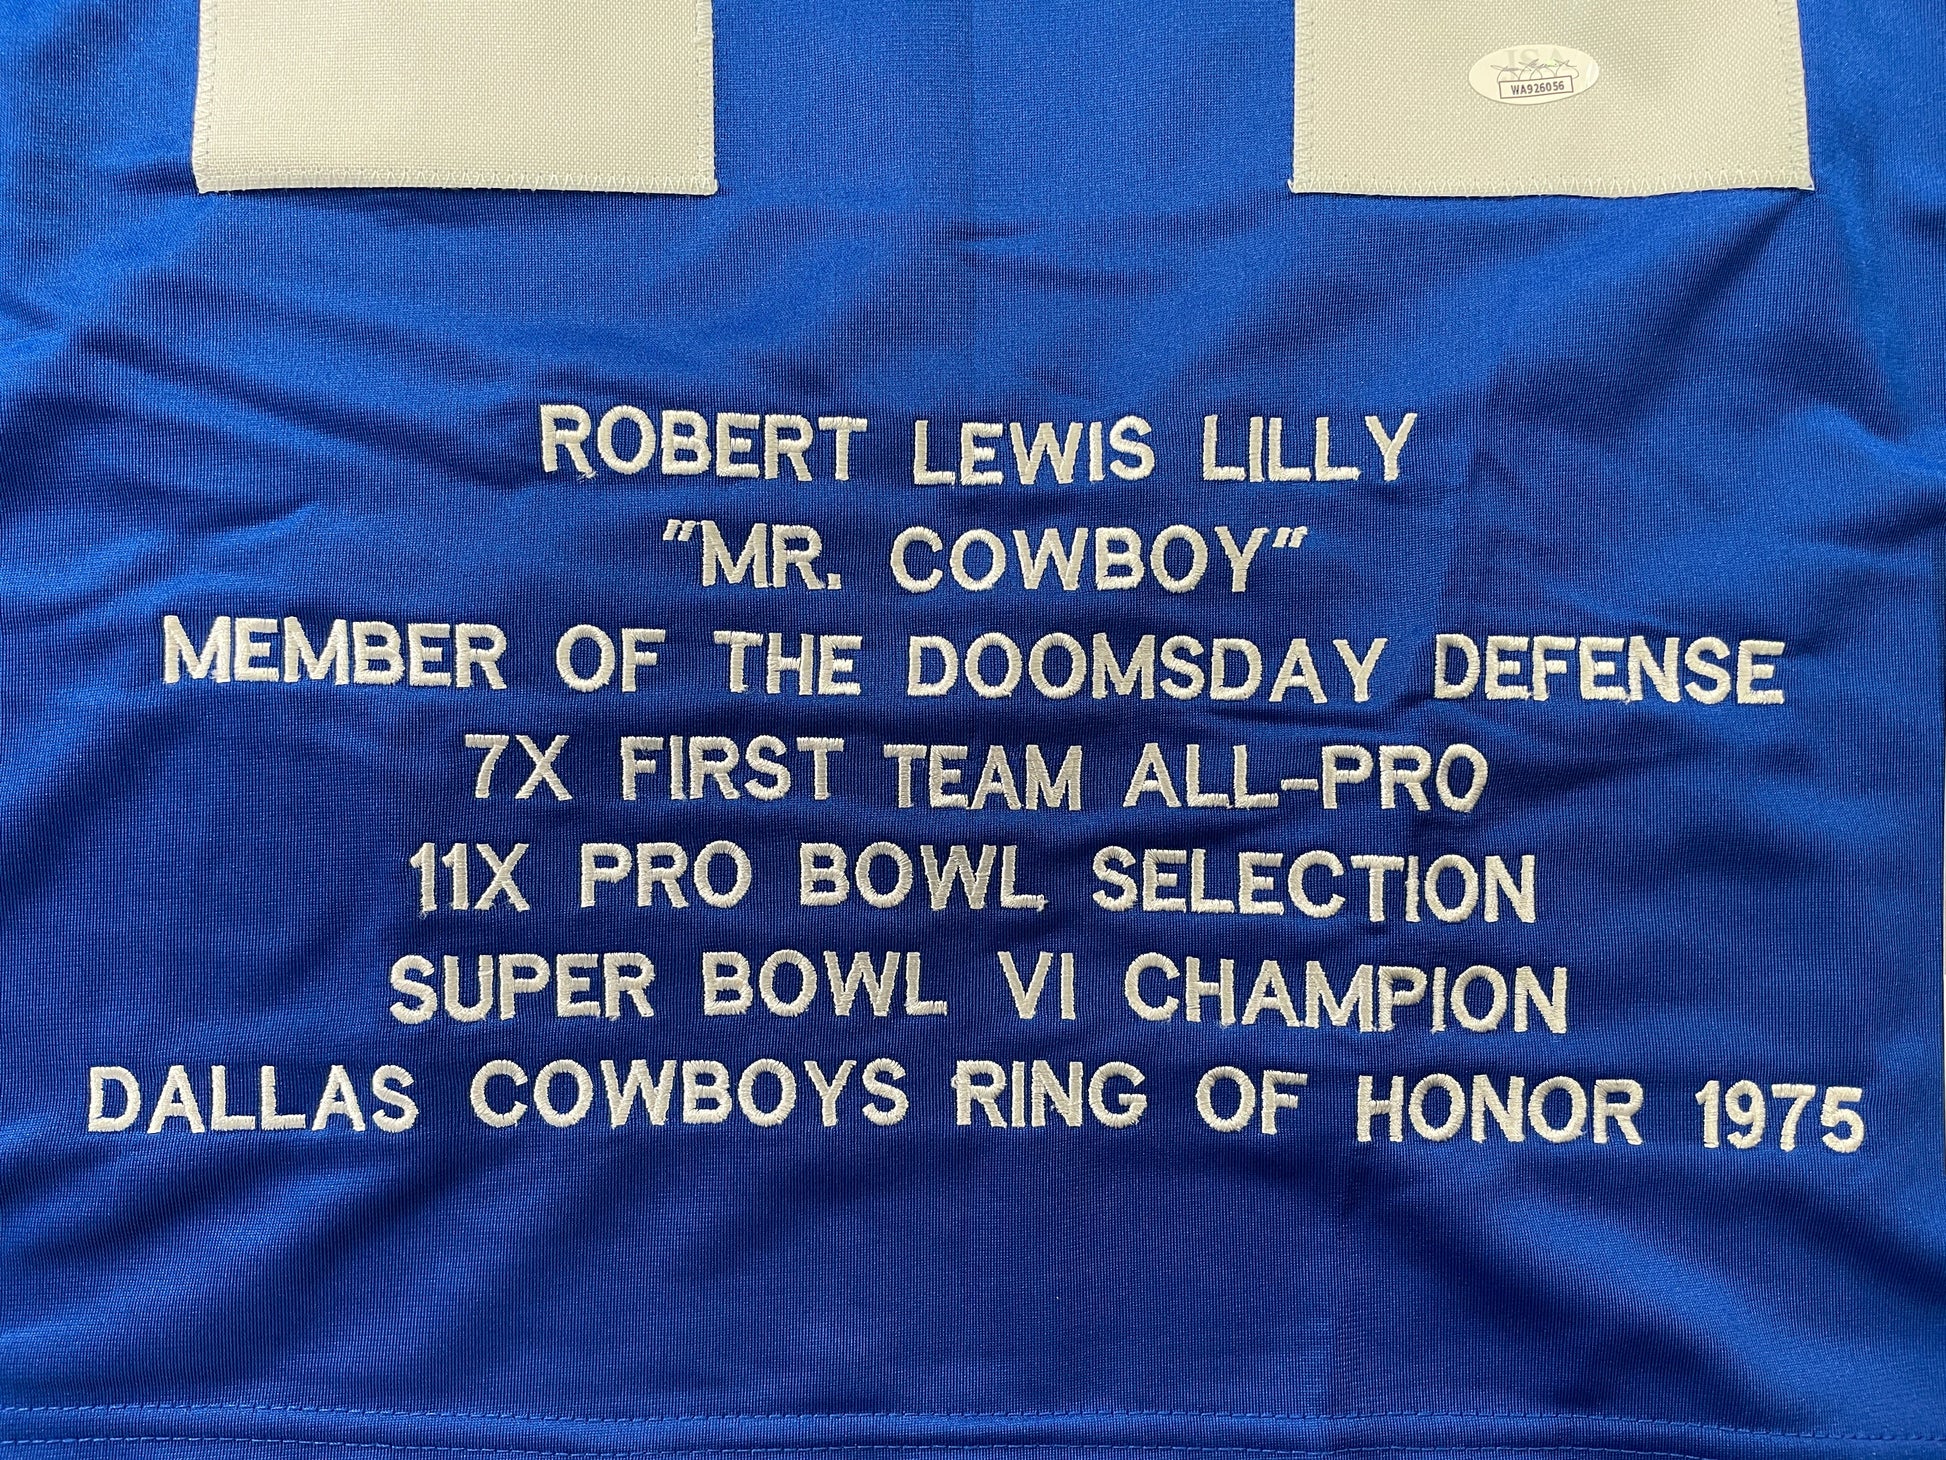 JSA
WA926056
ROBERT LEWIS LILLY
"MR. COWBOY"
MEMBER OF THE DOOMSDAY DEFENSE
7X FIRST TEAM ALL-PRO
11X PRO BOWL SELECTION
SUPER BOWL VI CHAMPION
DALLAS COWBOYS RING OF HONOR 1975